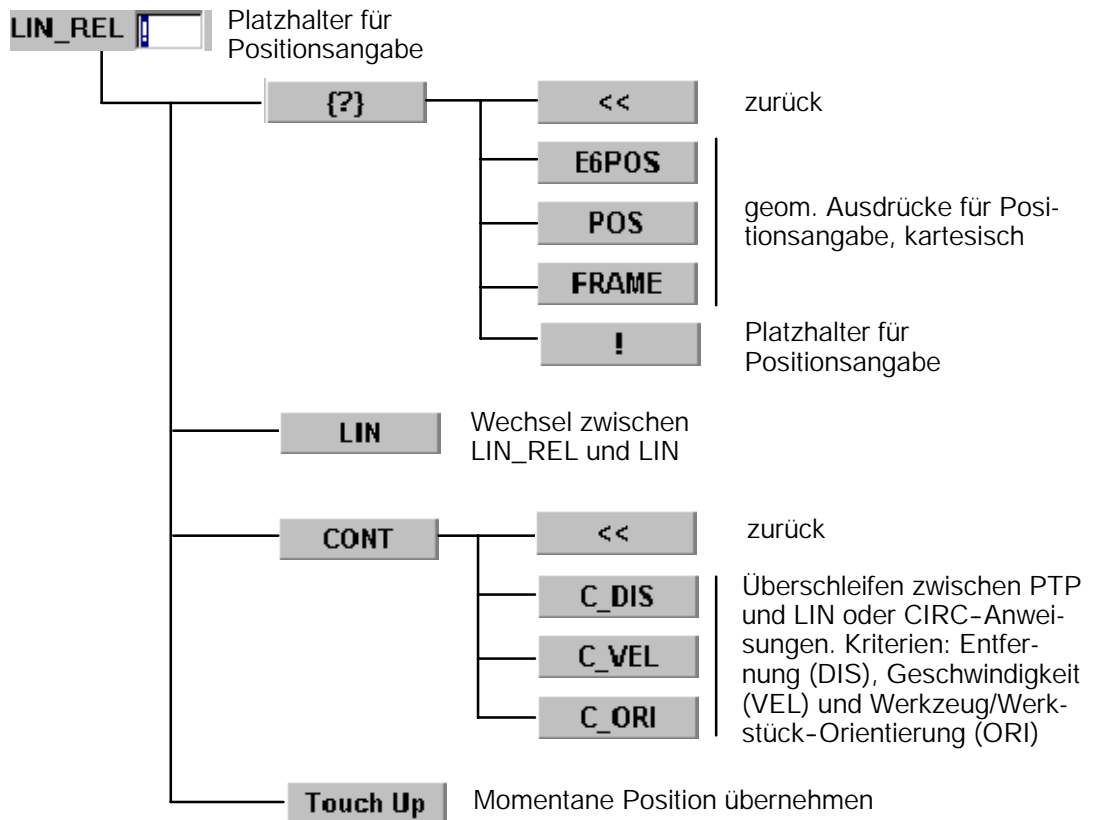 LIN_REL !
Platzhalter für
Positionsangabe
{?}
<<
zurück
E6POS
POS
FRAME
geom. Ausdrücke für Posi-
tionsangabe, kartesisch
!
Platzhalter für
Positionsangabe
LIN
Wechsel zwischen
LIN_REL und LIN
CONT
<<
zurück
C_DIS
C_VEL
C_ORI
Überschleifen zwischen PTP
und LIN oder CIRC-Anwei-
sungen. Kriterien: Entfer-
nung (DIS), Geschwindigkeit
(VEL) und Werkzeug/Werk-
stück-Orientierung (ORI)
Touch Up
Momentane Position übernehmen